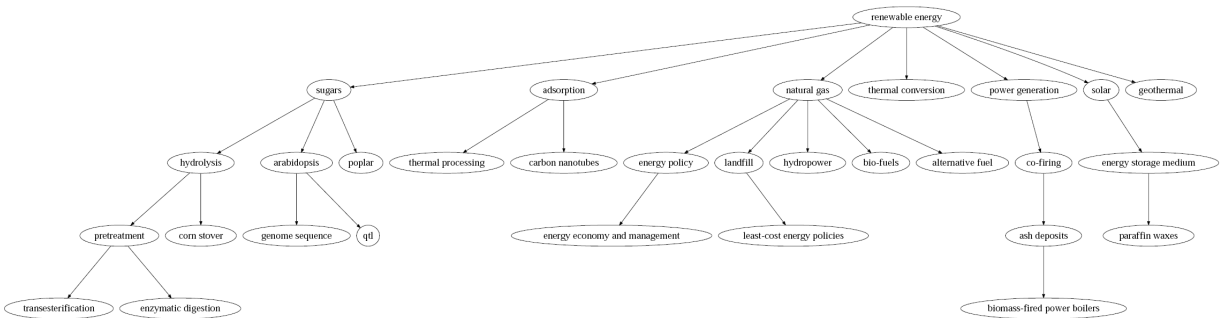 renewable energy
sugars
adsorption
natural gas
thermal conversion
power generation
solar
geothermal
hydrolysis
arabidopsis
poplar
thermal processing
carbon nanotubes
energy policy
landfill
hydropower
bio-fuels
alternative fuel
co-firing
energy storage medium
pretreatment
corn stover
genome sequence
qtl
energy economy and management
least-cost energy policies
ash deposits
paraffin waxes
transesterification
enzymatic digestion
biomass-fired power boilers